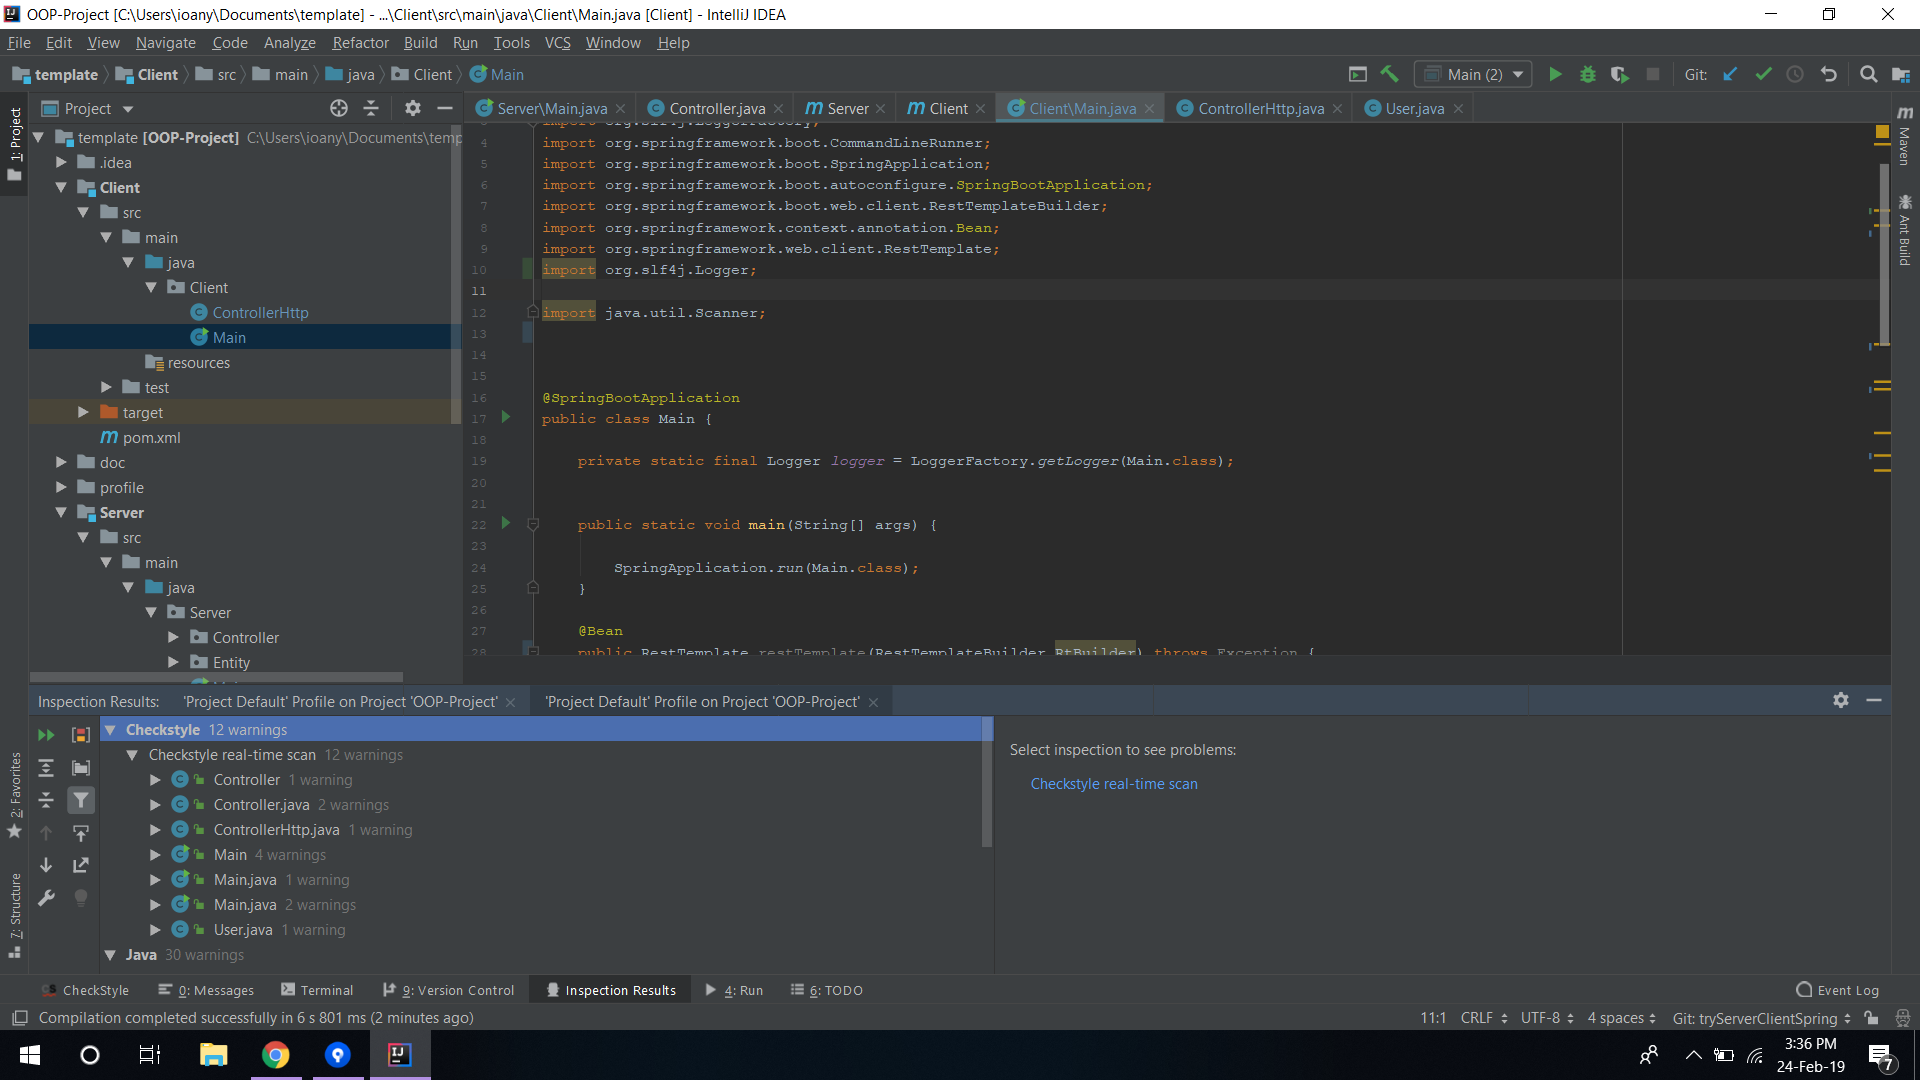 OOP-Project [C:\Users\ioany\Documents\template] - ...\Client\src\main\java\Client\Main.java [Client] - IntelliJ IDEA
File Edit View Navigate Code Analyze Refactor Build Run Tools VCS Window Help
template Client src main java Client Main
Main (2) Git:
Project
Server\Main.java Controller.java Server Client Client\Main.java ControllerHttp.java User.java
1: Project
2: Favorites
7: Structure
Maven
Ant Build
template [OOP-Project] C:\Users\ioany\Documents\temp
.idea
Client
src
main
java
Client
ControllerHttp
Main
resources
test
target
pom.xml
doc
profile
Server
src
main
java
Server
Controller
Entity
3 import org.slf4j.LoggerFactory;
4 import org.springframework.boot.CommandLineRunner;
5 import org.springframework.boot.SpringApplication;
6 import org.springframework.boot.autoconfigure.SpringBootApplication;
7 import org.springframework.boot.web.client.RestTemplateBuilder;
8 import org.springframework.context.annotation.Bean;
9 import org.springframework.web.client.RestTemplate;
10 import org.slf4j.Logger;
11
12 import java.util.Scanner;
13
14
15
16 @SpringBootApplication
17 public class Main {
18
19 private static final Logger logger = LoggerFactory.getLogger(Main.class);
20
21
22 public static void main(String[] args) {
23
24 SpringApplication.run(Main.class);
25 }
26
27 @Bean
28 public RestTemplate restTemplate(RestTemplateBuilder RtBuilder) throws Exception {
Inspection Results: 'Project Default' Profile on Project 'OOP-Project' 'Project Default' Profile on Project 'OOP-Project'
Checkstyle 12 warnings
Checkstyle real-time scan 12 warnings
Controller 1 warning
Controller.java 2 warnings
ControllerHttp.java 1 warning
Main 4 warnings
Main.java 1 warning
Main.java 2 warnings
User.java 1 warning
Java 30 warnings
Select inspection to see problems:
Checkstyle real-time scan
CheckStyle 0: Messages Terminal 9: Version Control Inspection Results 4: Run 6: TODO Event Log
Compilation completed successfully in 6 s 801 ms (2 minutes ago)
11:1 CRLF UTF-8 4 spaces Git: tryServerClientSpring
3:36 PM
24-Feb-19
7